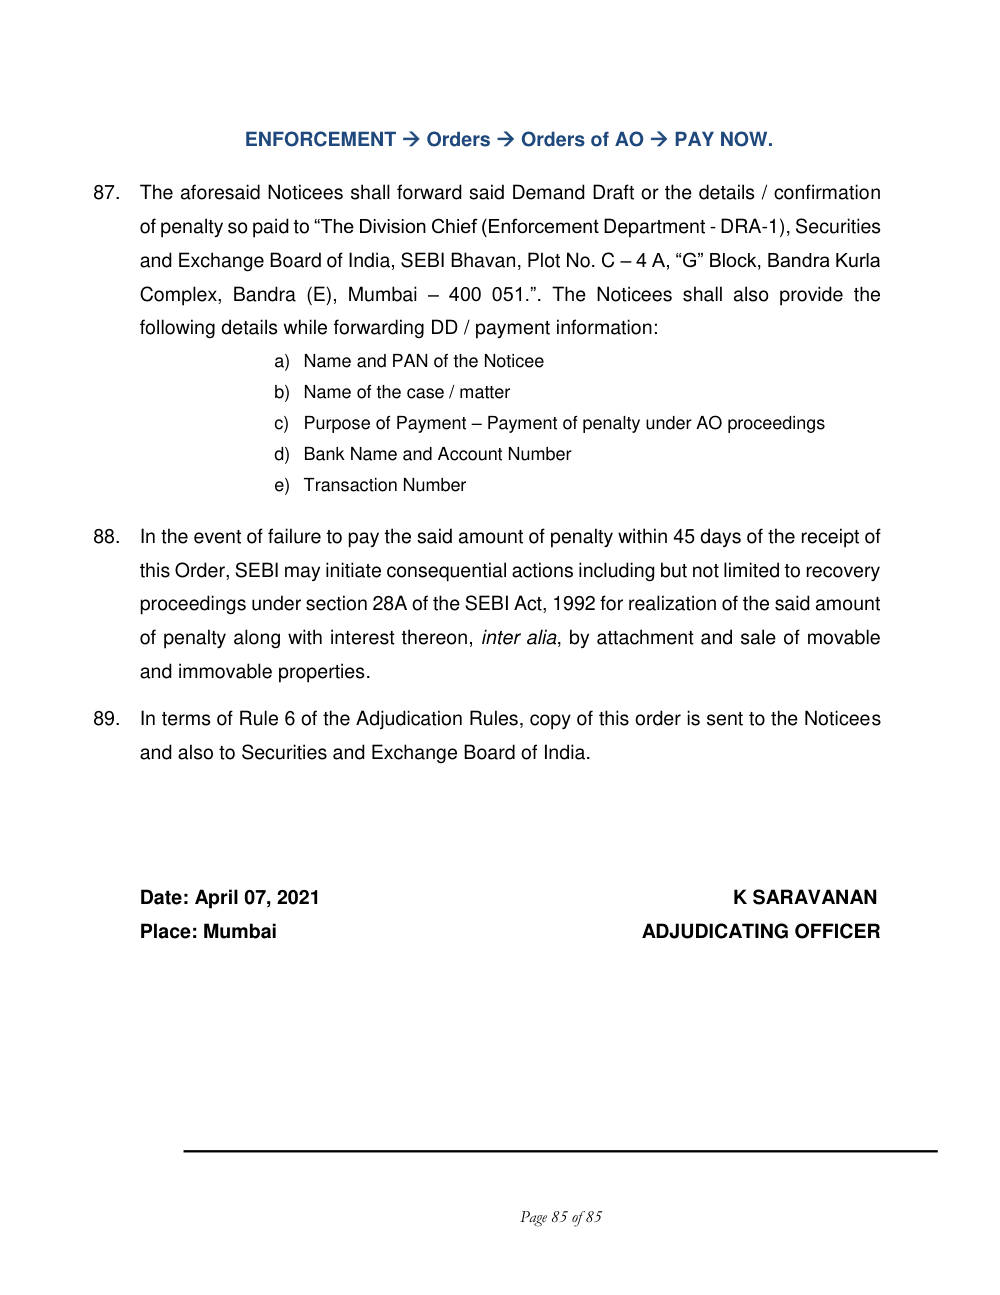 ENFORCEMENT → Orders → Orders of AO → PAY NOW.
87. The aforesaid Noticees shall forward said Demand Draft or the details / confirmation
of penalty so paid to “The Division Chief (Enforcement Department - DRA-1), Securities
and Exchange Board of India, SEBI Bhavan, Plot No. C – 4 A, “G” Block, Bandra Kurla
Complex, Bandra (E), Mumbai – 400 051.”. The Noticees shall also provide the
following details while forwarding DD / payment information:
a) Name and PAN of the Noticee
b) Name of the case / matter
c) Purpose of Payment – Payment of penalty under AO proceedings
d) Bank Name and Account Number
e) Transaction Number
88. In the event of failure to pay the said amount of penalty within 45 days of the receipt of
this Order, SEBI may initiate consequential actions including but not limited to recovery
proceedings under section 28A of the SEBI Act, 1992 for realization of the said amount
of penalty along with interest thereon, inter alia, by attachment and sale of movable
and immovable properties.
89. In terms of Rule 6 of the Adjudication Rules, copy of this order is sent to the Noticees
and also to Securities and Exchange Board of India.
Date: April 07, 2021 K SARAVANAN
Place: Mumbai ADJUDICATING OFFICER
Page 85 of 85